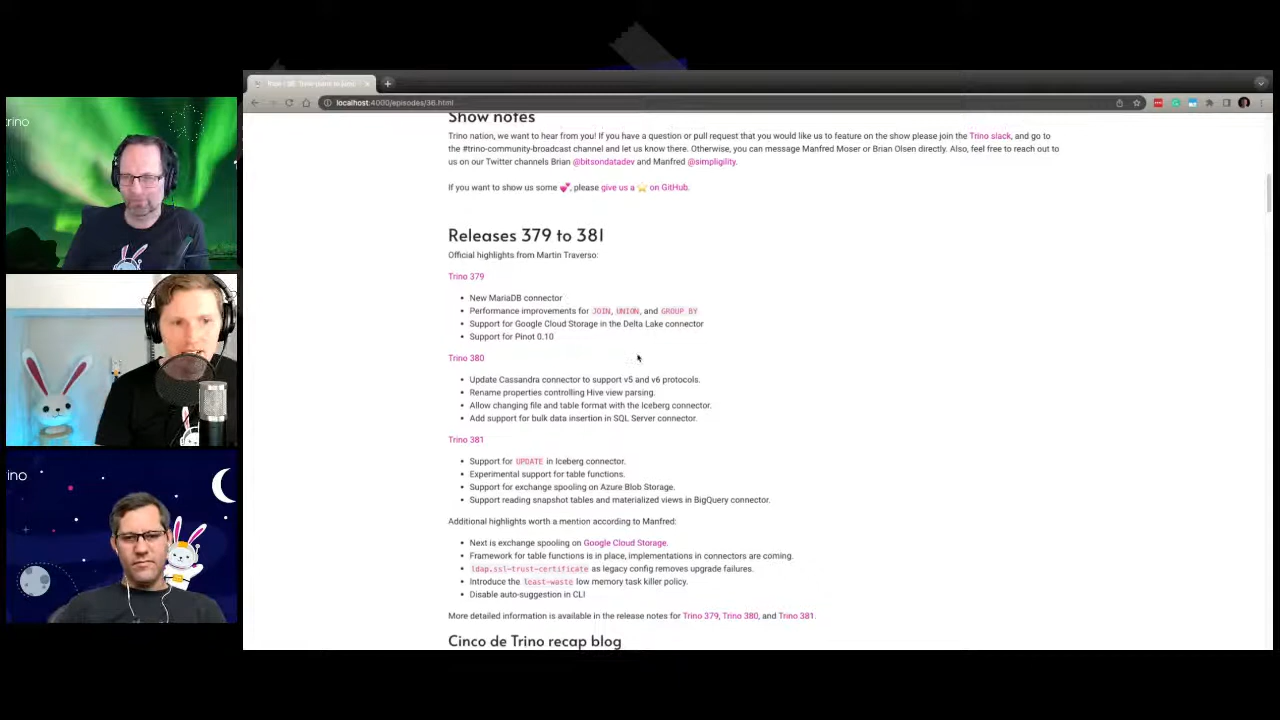 rino
rino
localhost:4000/episodes/36.html
Show notes
Trino nation, we want to hear from you! If you have a question or pull request that you would like us to feature on the show please join the Trino slack, and go to
the #trino-community-broadcast channel and let us know there. Otherwise, you can message Manfred Moser or Brian Olsen directly. Also, feel free to reach out to
us on our Twitter channels Brian @bitsondatadev and Manfred @simpligility.
If you want to show us some 💕, please give us a ⭐ on GitHub.
Releases 379 to 381
Official highlights from Martin Traverso:
Trino 379
• New MariaDB connector
• Performance improvements for JOIN, UNION, and GROUP BY
• Support for Google Cloud Storage in the Delta Lake connector
• Support for Pinot 0.10
Trino 380
• Update Cassandra connector to support v5 and v6 protocols.
• Rename properties controlling Hive view parsing.
• Allow changing file and table format with the Iceberg connector.
• Add support for bulk data insertion in SQL Server connector.
Trino 381
• Support for UPDATE in Iceberg connector.
• Experimental support for table functions.
• Support for exchange spooling on Azure Blob Storage.
• Support reading snapshot tables and materialized views in BigQuery connector.
Additional highlights worth a mention according to Manfred:
• Next is exchange spooling on Google Cloud Storage.
• Framework for table functions is in place, implementations in connectors are coming.
• ldap.ssl-trust-certificate as legacy config removes upgrade failures.
• Introduce the least-waste low memory task killer policy.
• Disable auto-suggestion in CLI
More detailed information is available in the release notes for Trino 379, Trino 380, and Trino 381.
Cinco de Trino recap blog